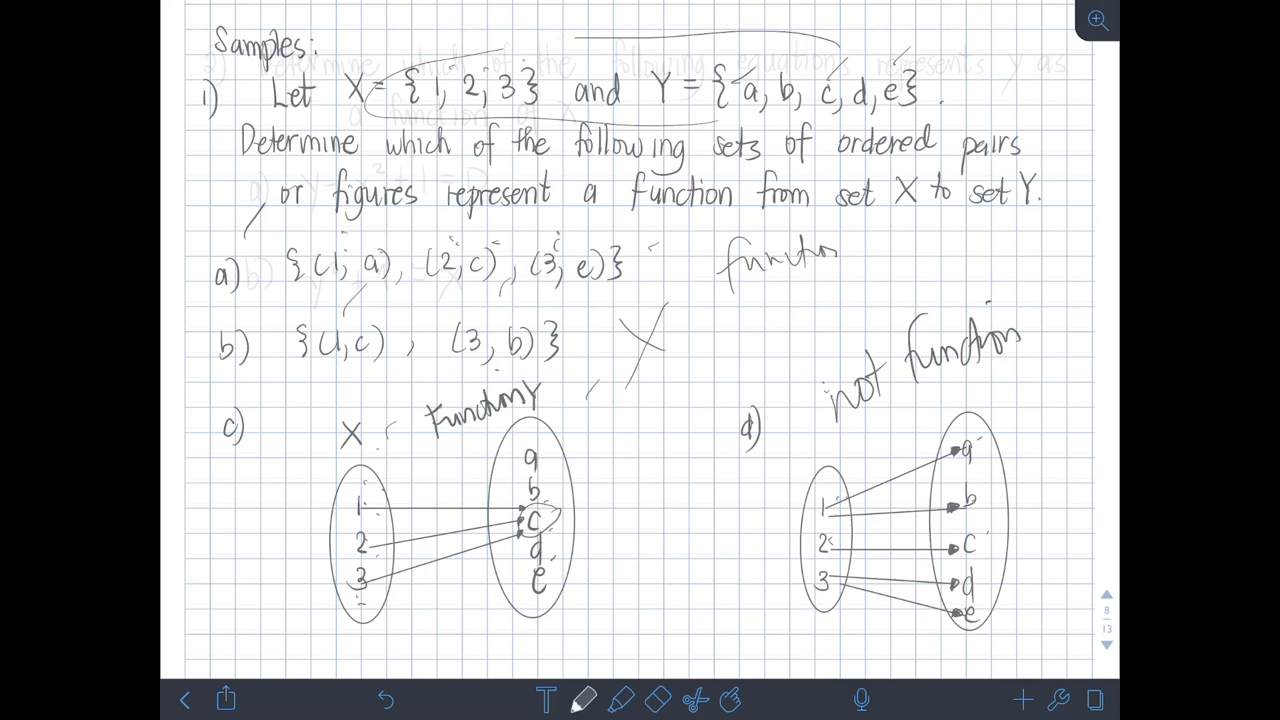 Samples:
1) Let X = {1, 2, 3} and Y = {a, b, c, d, e}.
Determine which of the following sets of ordered pairs
or figures represent a function from set X to set Y.
a) {(1, a), (2, c), (3, e)} function
b) {(1, c), (3, b)} X
not function
c) X Function Y
d)
a
b
c
d
e
1
2
3
a
b
c
d
e
1
2
3
8
13
T